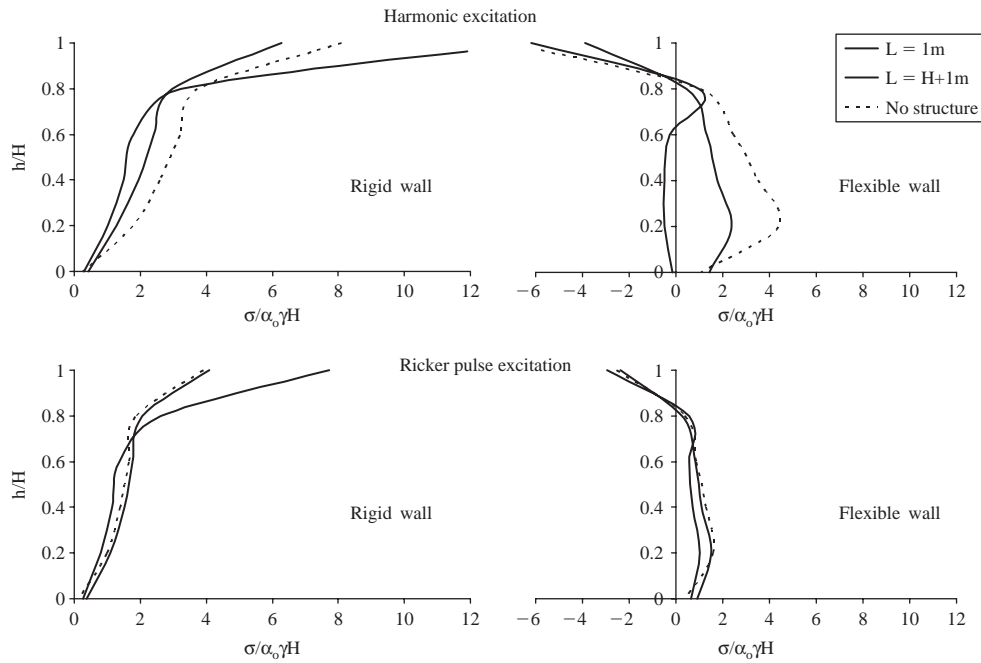 Harmonic excitation
L = 1m
L = H+1m
No structure
h/H
1
0.8
0.6
0.4
0.2
0
Rigid wall
0 2 4 6 8 10 12
σ/αₒγH
1
0.8
0.6
0.4
0.2
0
Flexible wall
−6 −4 −2 0 2 4 6 8 10 12
σ/αₒγH
Ricker pulse excitation
h/H
1
0.8
0.6
0.4
0.2
0
Rigid wall
0 2 4 6 8 10 12
σ/αₒγH
1
0.8
0.6
0.4
0.2
0
Flexible wall
−6 −4 −2 0 2 4 6 8 10 12
σ/αₒγH